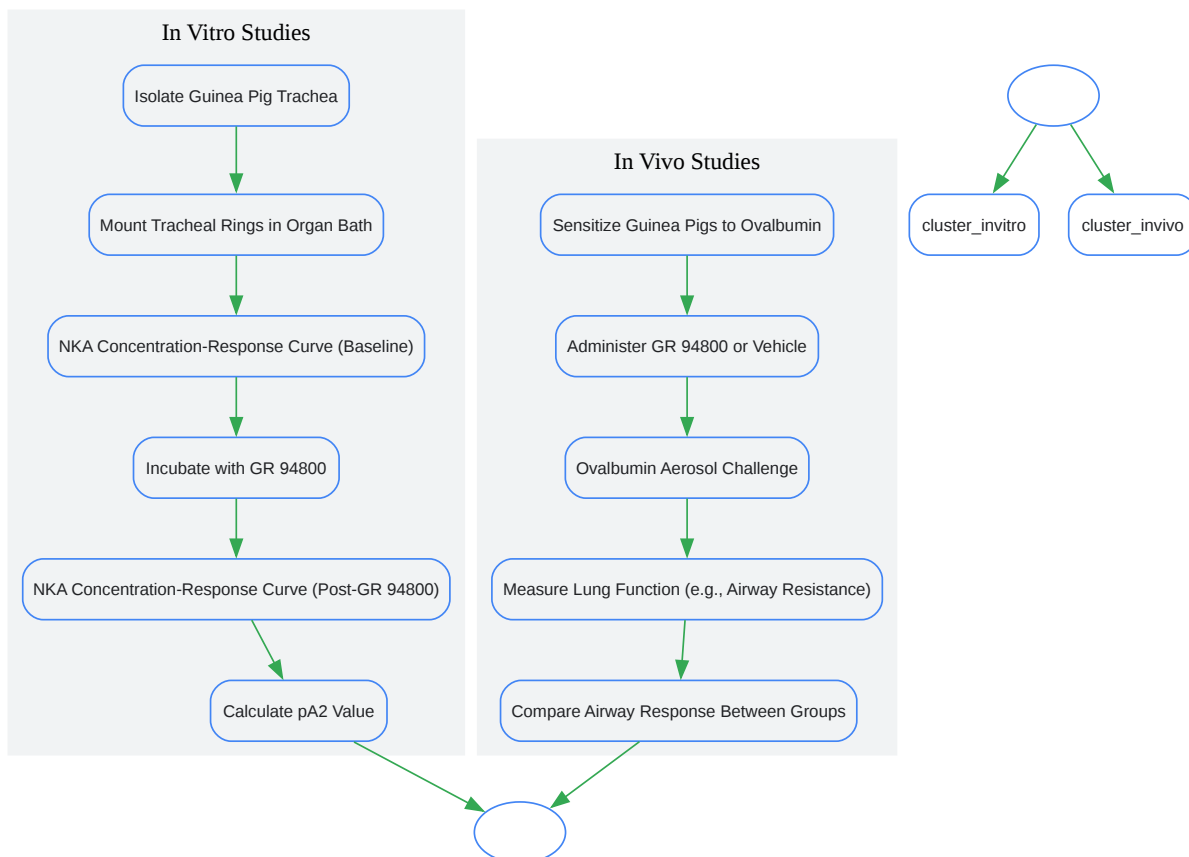 In Vitro Studies
Isolate Guinea Pig Trachea
Mount Tracheal Rings in Organ Bath
NKA Concentration-Response Curve (Baseline)
Incubate with GR 94800
NKA Concentration-Response Curve (Post-GR 94800)
Calculate pA2 Value
In Vivo Studies
Sensitize Guinea Pigs to Ovalbumin
Administer GR 94800 or Vehicle
Ovalbumin Aerosol Challenge
Measure Lung Function (e.g., Airway Resistance)
Compare Airway Response Between Groups
cluster_invitro
cluster_invivo